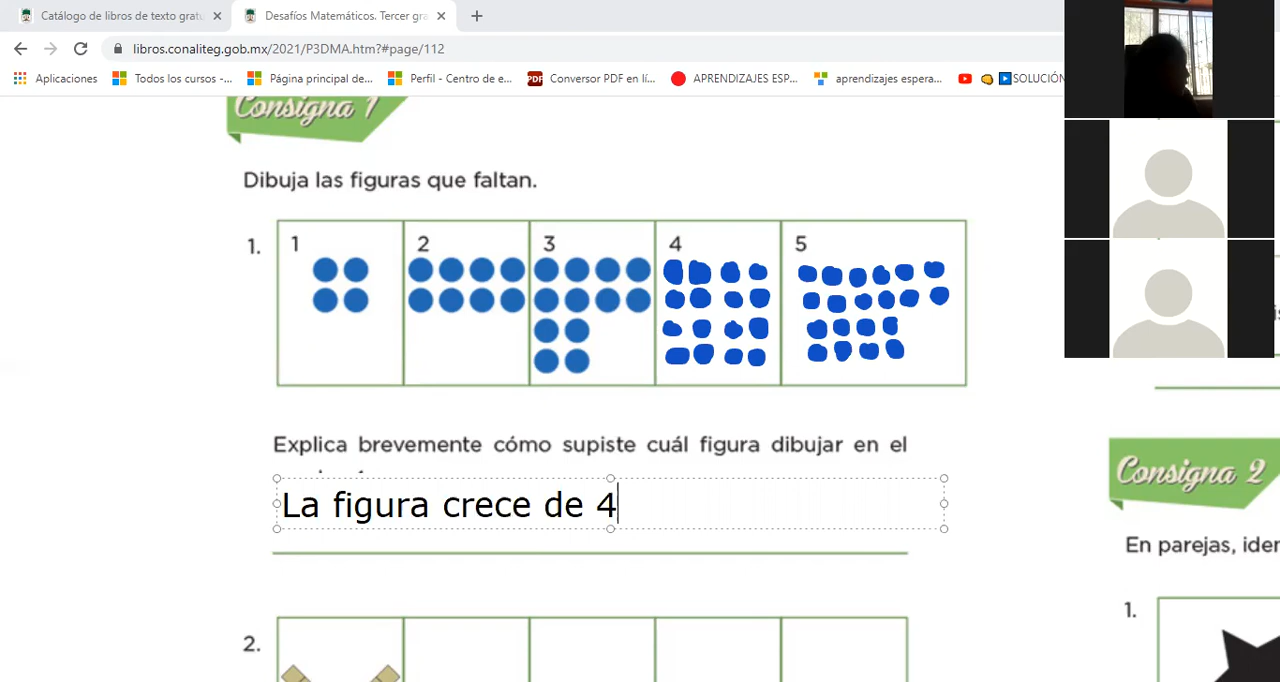 Catálogo de libros de texto gratu
Desafíos Matemáticos. Tercer gra
libros.conaliteg.gob.mx/2021/P3DMA.htm?#page/112
Aplicaciones
Todos los cursos -...
Página principal de...
Perfil - Centro de e...
PDF
Conversor PDF en lí...
APRENDIZAJES ESP...
aprendizajes espera...
SOLUCIÓN
Consigna 1
Dibuja las figuras que faltan.
1.
1
2
3
4
5
Explica brevemente cómo supiste cuál figura dibujar en el
La figura crece de 4
Consigna 2
En parejas, iden
2.
1.